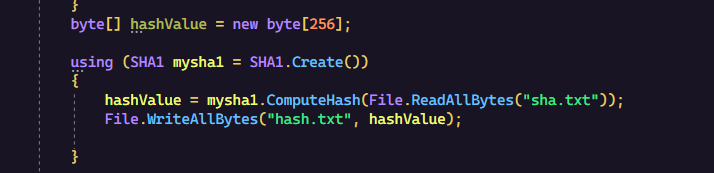 }
byte[] hashValue = new byte[256];
using (SHA1 mysha1 = SHA1.Create())
{
hashValue = mysha1.ComputeHash(File.ReadAllBytes("sha.txt"));
File.WriteAllBytes("hash.txt", hashValue);
}